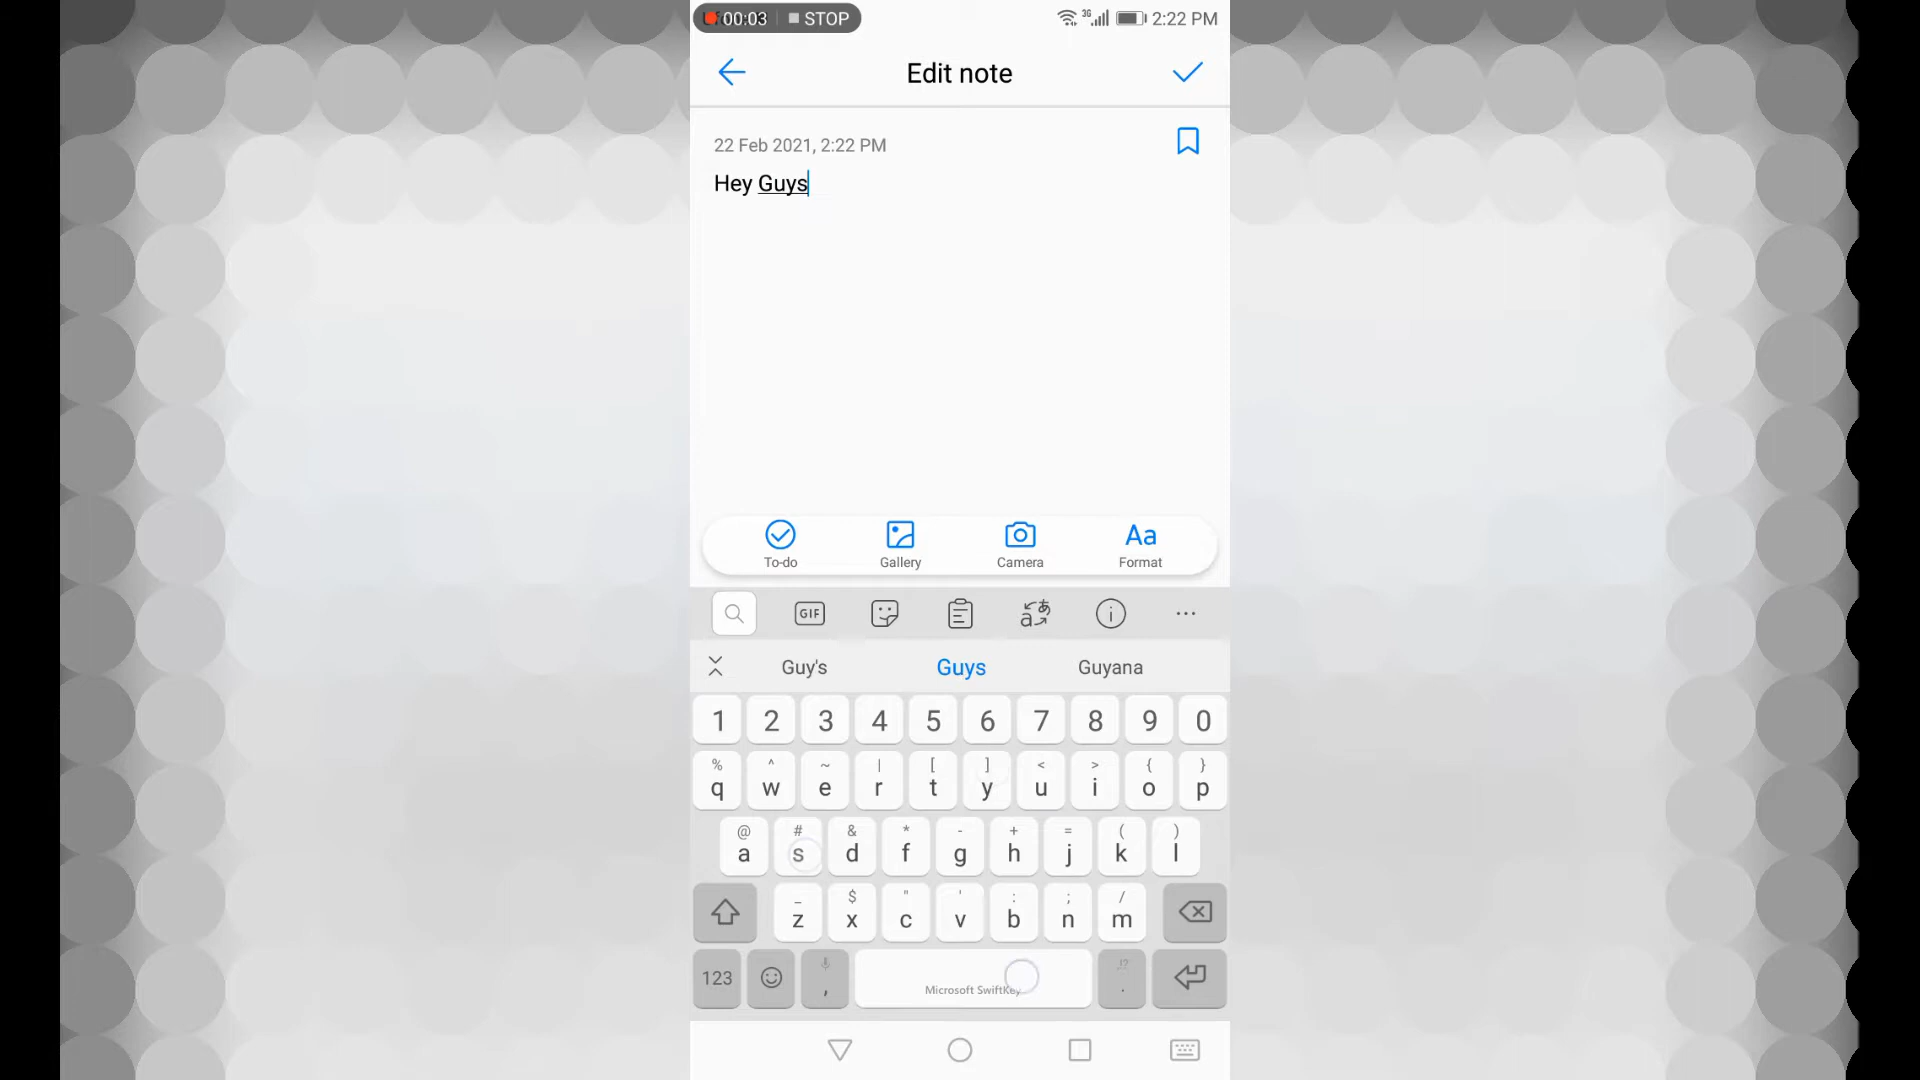 00:03 STOP 3G 2:22 PM
Edit note
22 Feb 2021, 2:22 PM
Hey Guys
To-do Gallery Camera Aa Format
GIF
Guy's Guys Guyana
1 2 3 4 5 6 7 8 9 0
% ^ ~ | [ ] < > { }
q w e r t y u i o p
@ # & * - + = ( )
a s d f g h j k l
_ $ " ' : ; /
z x c v b n m
123 , Microsoft SwiftKey !? .